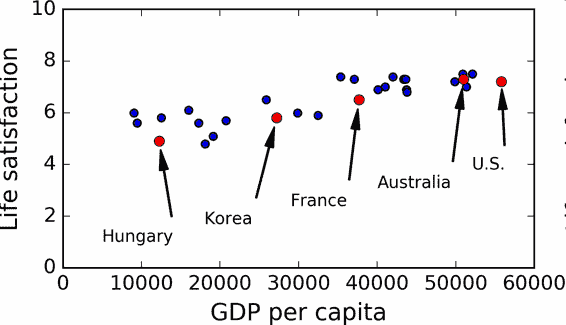 10
8
6
4
2
0
Life satisfaction
Hungary
Korea
France
Australia
U.S.
0 10000 20000 30000 40000 50000 60000
GDP per capita